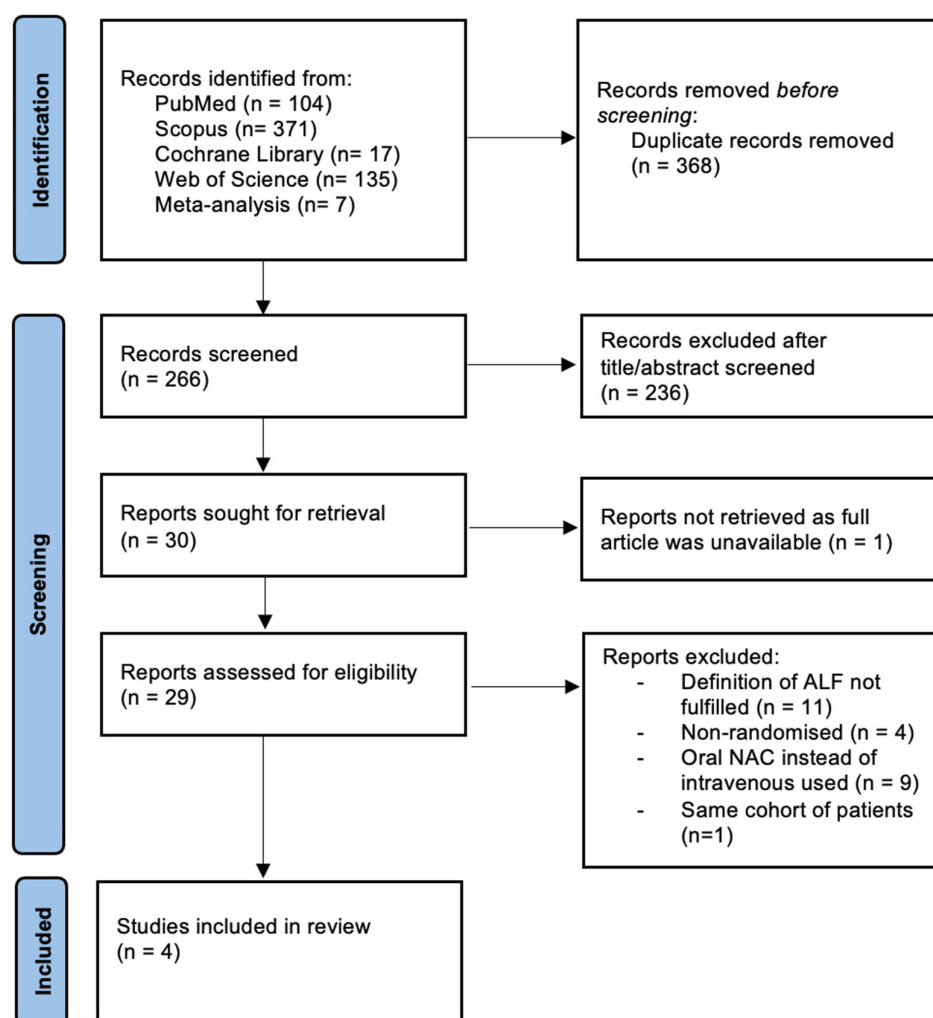 Identification
Records identified from:
PubMed (n = 104)
Scopus (n= 371)
Cochrane Library (n= 17)
Web of Science (n= 135)
Meta-analysis (n= 7)
Records removed before
screening:
Duplicate records removed
(n = 368)
Screening
Records screened
(n = 266)
Records excluded after
title/abstract screened
(n = 236)
Reports sought for retrieval
(n = 30)
Reports not retrieved as full
article was unavailable (n = 1)
Reports assessed for eligibility
(n = 29)
Reports excluded:
- Definition of ALF not
fulfilled (n = 11)
- Non-randomised (n = 4)
- Oral NAC instead of
intravenous used (n = 9)
- Same cohort of patients
(n=1)
Included
Studies included in review
(n = 4)